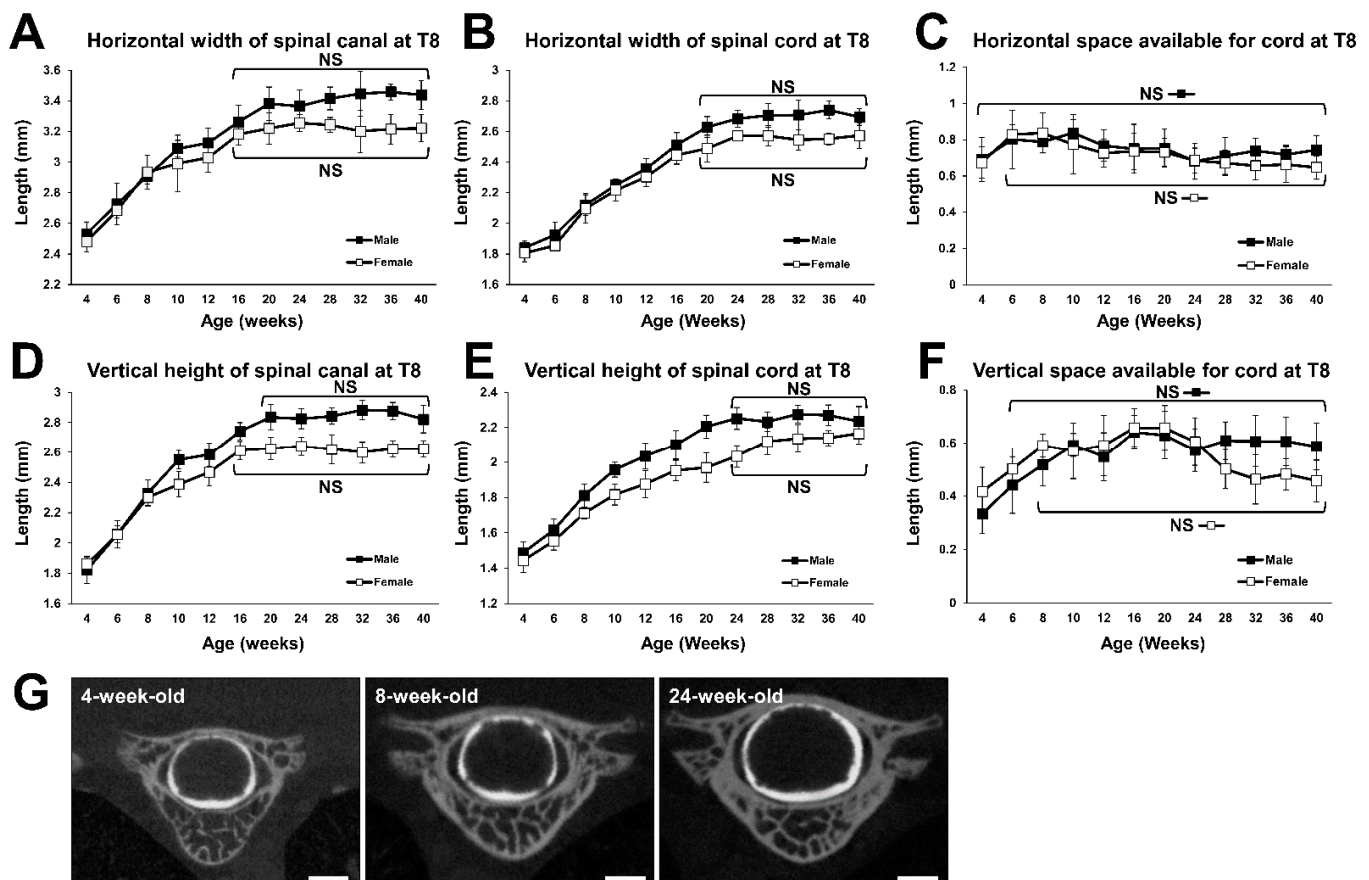 A Horizontal width of spinal canal at T8
NS
3.6
3.4
3.2
3
2.8
2.6
2.4
2.2
Length (mm)
NS
Male
Female
4 6 8 10 12 16 20 24 28 32 36 40
Age (weeks)
B Horizontal width of spinal cord at T8
3
2.8
2.6
2.4
2.2
2
1.8
1.6
Length (mm)
NS
NS
Male
Female
4 6 8 10 12 16 20 24 28 32 36 40
Age (Weeks)
C Horizontal space available for cord at T8
1.2
1
0.8
0.6
0.4
0.2
0
Length (mm)
NS
NS
Male
Female
4 6 8 10 12 16 20 24 28 32 36 40
Age (Weeks)
D Vertical height of spinal canal at T8
NS
3
2.8
2.6
2.4
2.2
2
1.8
1.6
Length (mm)
NS
Male
Female
4 6 8 10 12 16 20 24 28 32 36 40
Age (weeks)
E Vertical height of spinal cord at T8
NS
2.4
2.2
2
1.8
1.6
1.4
1.2
Length (mm)
NS
Male
Female
4 6 8 10 12 16 20 24 28 32 36 40
Age (Weeks)
F Vertical space available for cord at T8
NS
0.8
0.6
0.4
0.2
0
Length (mm)
NS
Male
Female
4 6 8 10 12 16 20 24 28 32 36 40
Age (Weeks)
G
4-week-old
8-week-old
24-week-old